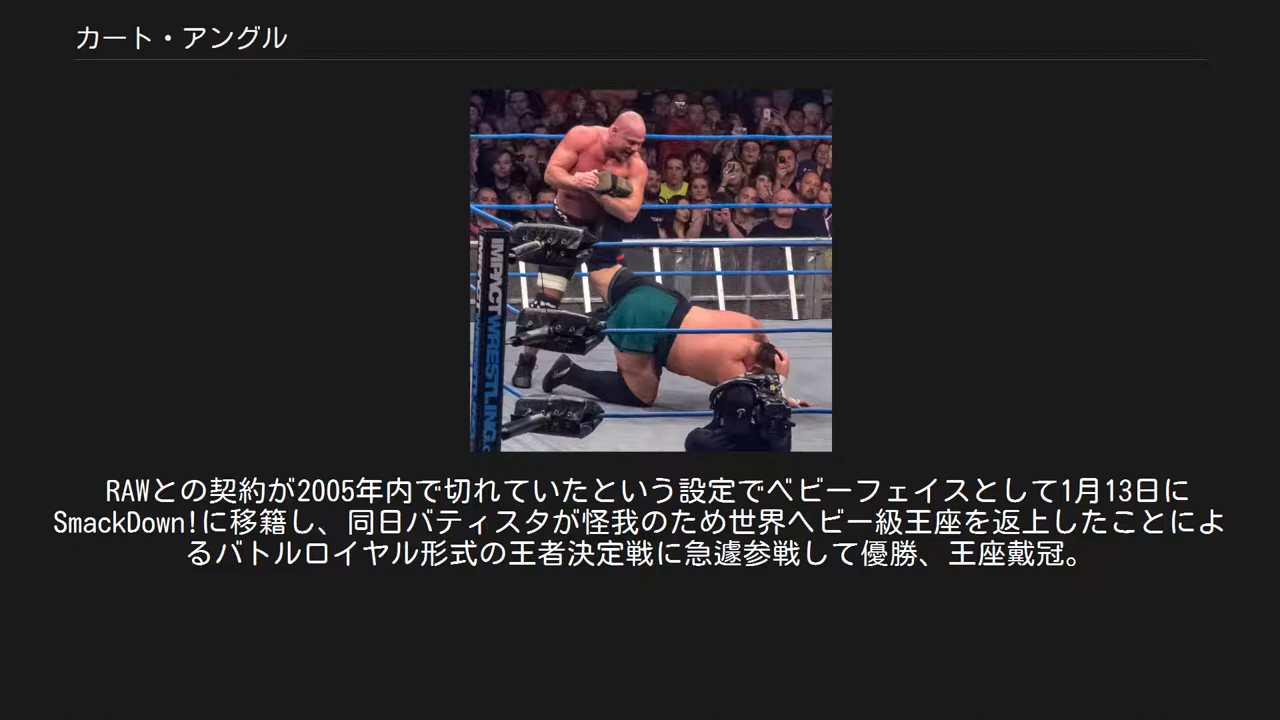 カート・アングル
IMPACT WRESTLING
RAWとの契約が2005年内で切れていたという設定でベビーフェイスとして1月13日に
SmackDown!に移籍し、同日バティスタが怪我のため世界ヘビー級王座を返上したことによ
るバトルロイヤル形式の王者決定戦に急遽参戦して優勝、王座戴冠。